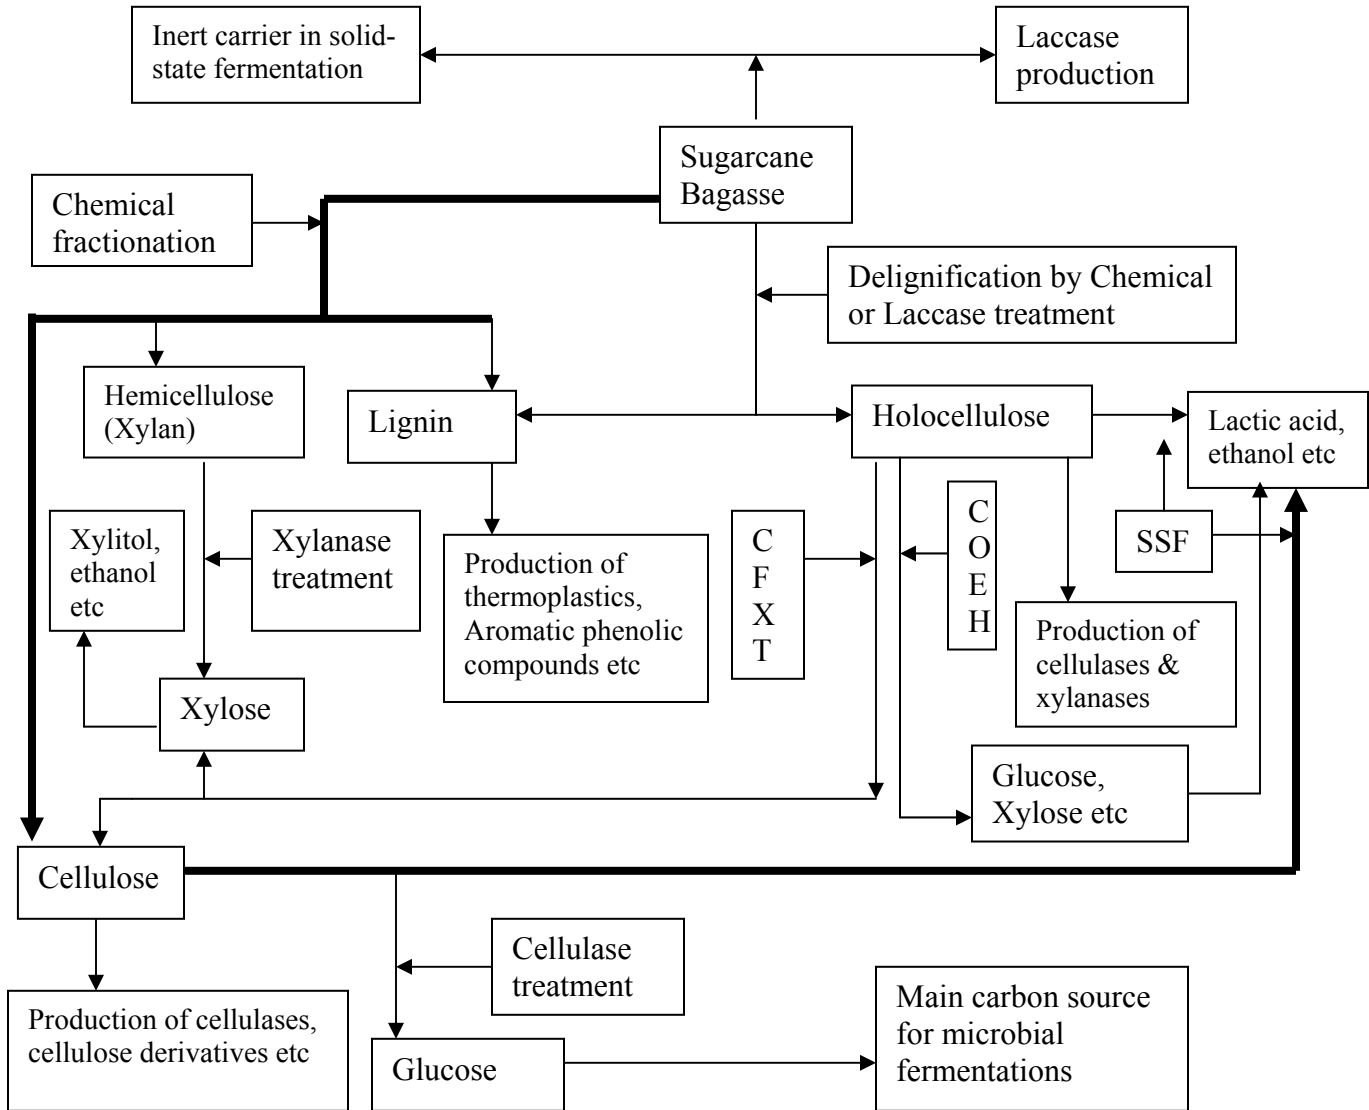 Inert carrier in solid-
state fermentation
Laccase
production
Sugarcane
Bagasse
Chemical
fractionation
Delignification by Chemical
or Laccase treatment
Hemicellulose
(Xylan)
Lignin
Holocellulose
Lactic acid,
ethanol etc
Xylitol,
ethanol
etc
Xylanase
treatment
Production of
thermoplastics,
Aromatic phenolic
compounds etc
C
F
X
T
C
O
E
H
SSF
Production of
cellulases &
xylanases
Xylose
Glucose,
Xylose etc
Cellulose
Cellulase
treatment
Production of cellulases,
cellulose derivatives etc
Glucose
Main carbon source
for microbial
fermentations